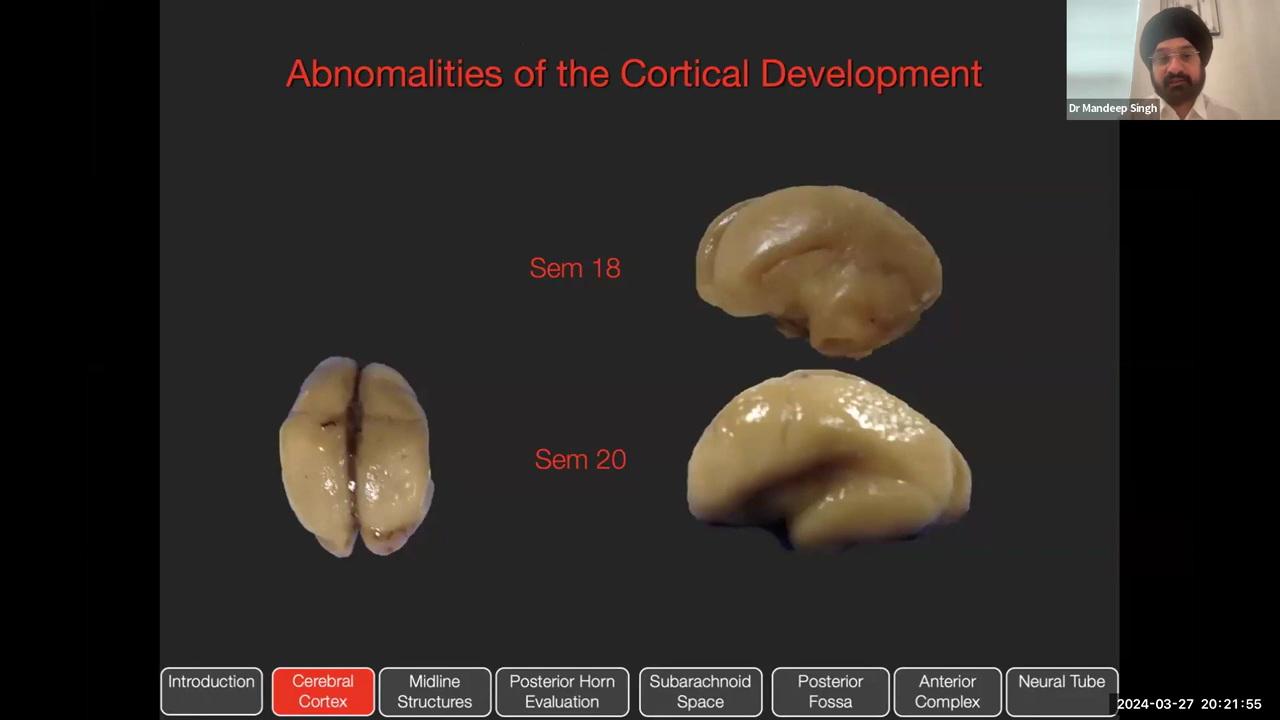 Abnomalities of the Cortical Development
Dr Mandeep Singh
Sem 18
Sem 20
Introduction
Cerebral
Cortex
Midline
Structures
Posterior Horn
Evaluation
Subarachnoid
Space
Posterior
Fossa
Anterior
Complex
Neural Tube
2024-03-27 20:21:55